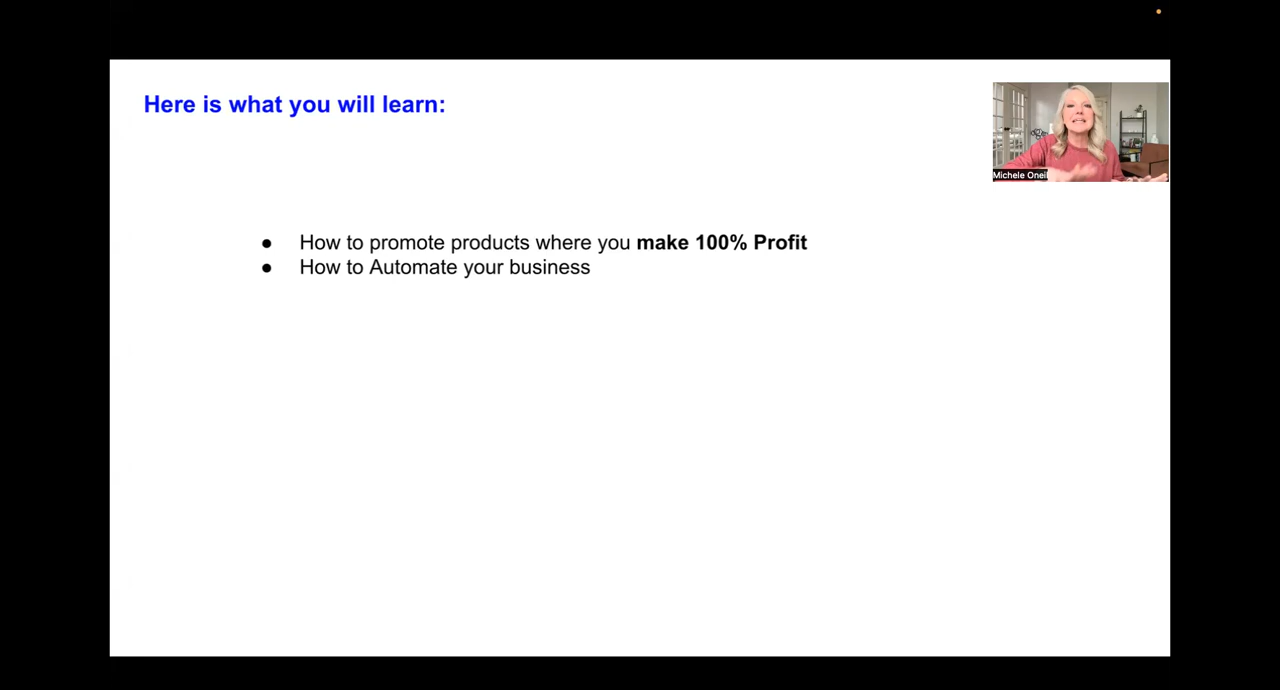 Here is what you will learn:
Michele Oneil
● How to promote products where you make 100% Profit
● How to Automate your business